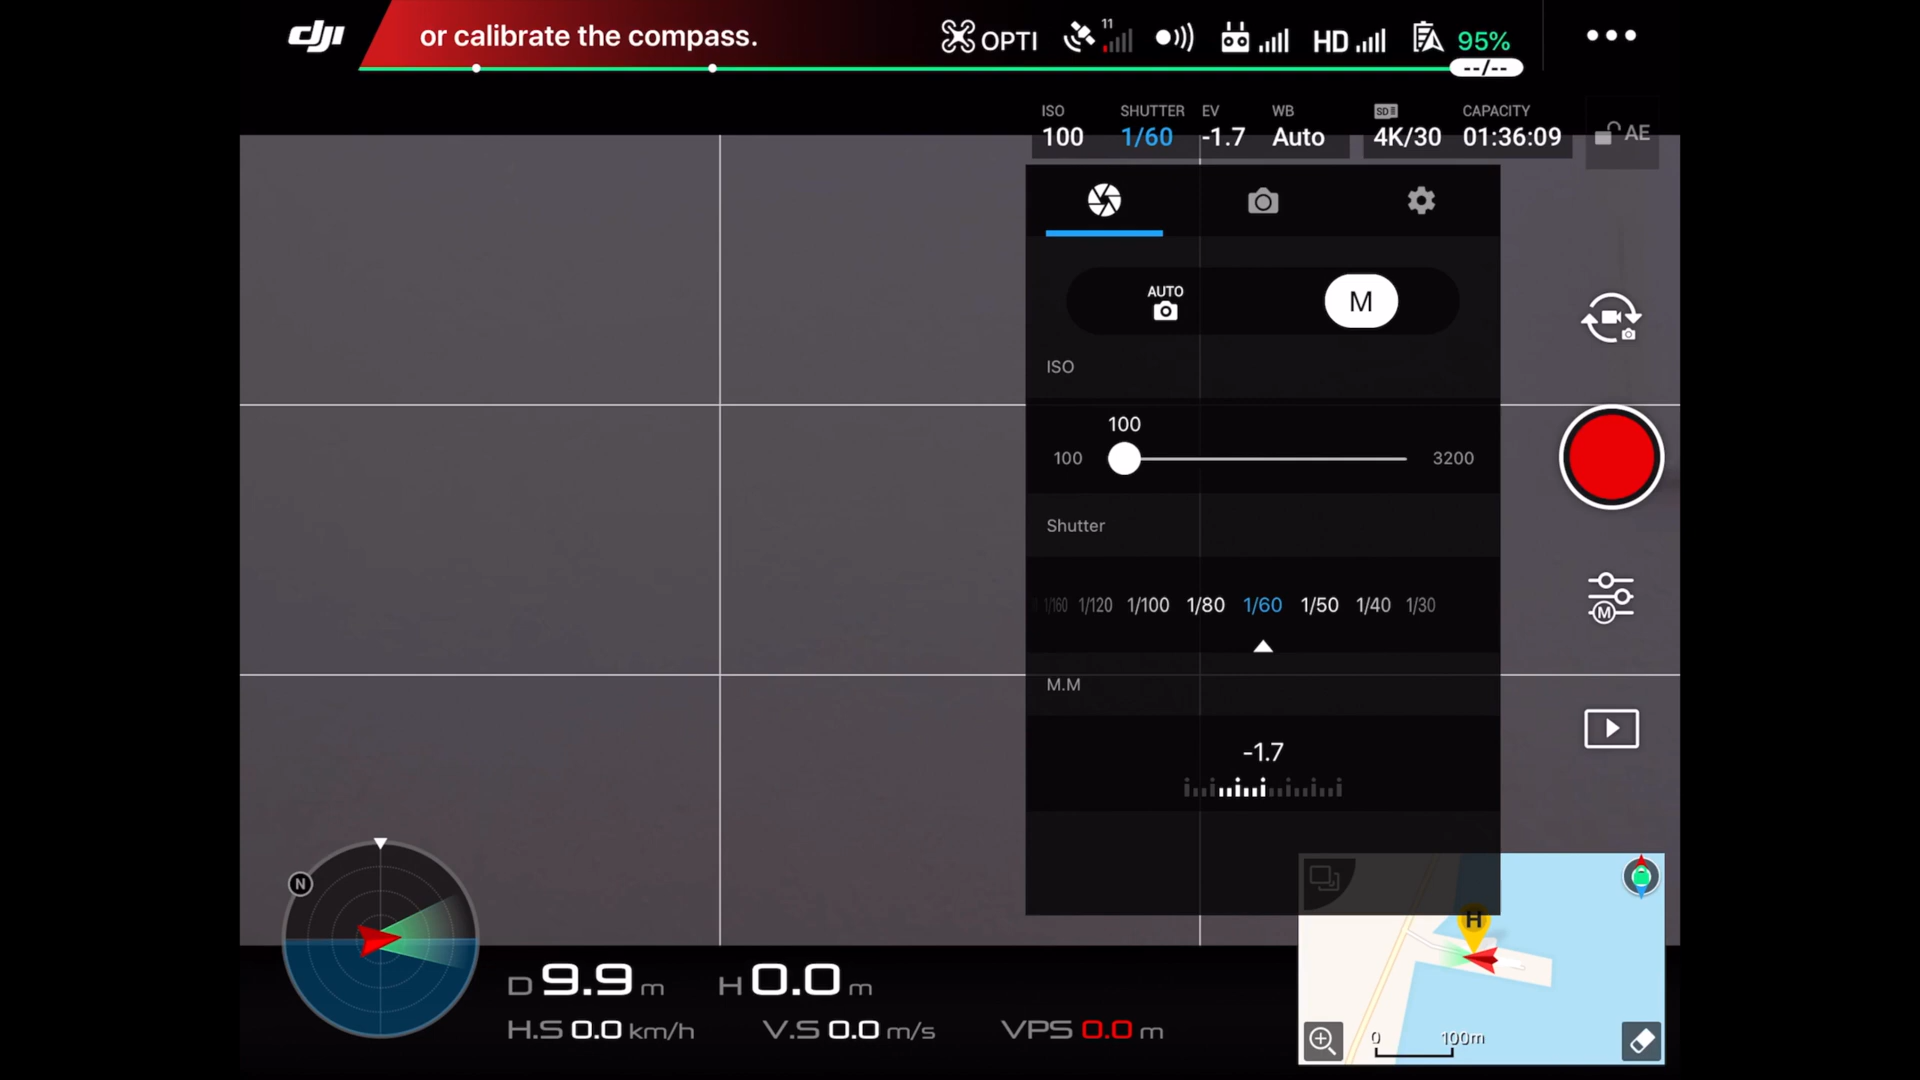 dji or calibrate the compass. OPTI 11 HD 95%
--/--
ISO SHUTTER EV WB SD CAPACITY
100 1/60 -1.7 Auto 4K/30 01:36:09 AE
AUTO M
ISO
100
100 3200
Shutter
1/160 1/120 1/100 1/80 1/60 1/50 1/40 1/30
M
M.M
-1.7
N
H
D 9.9 m H 0.0 m
H.S 0.0 km/h V.S 0.0 m/s VPS 0.0 m
0 100m